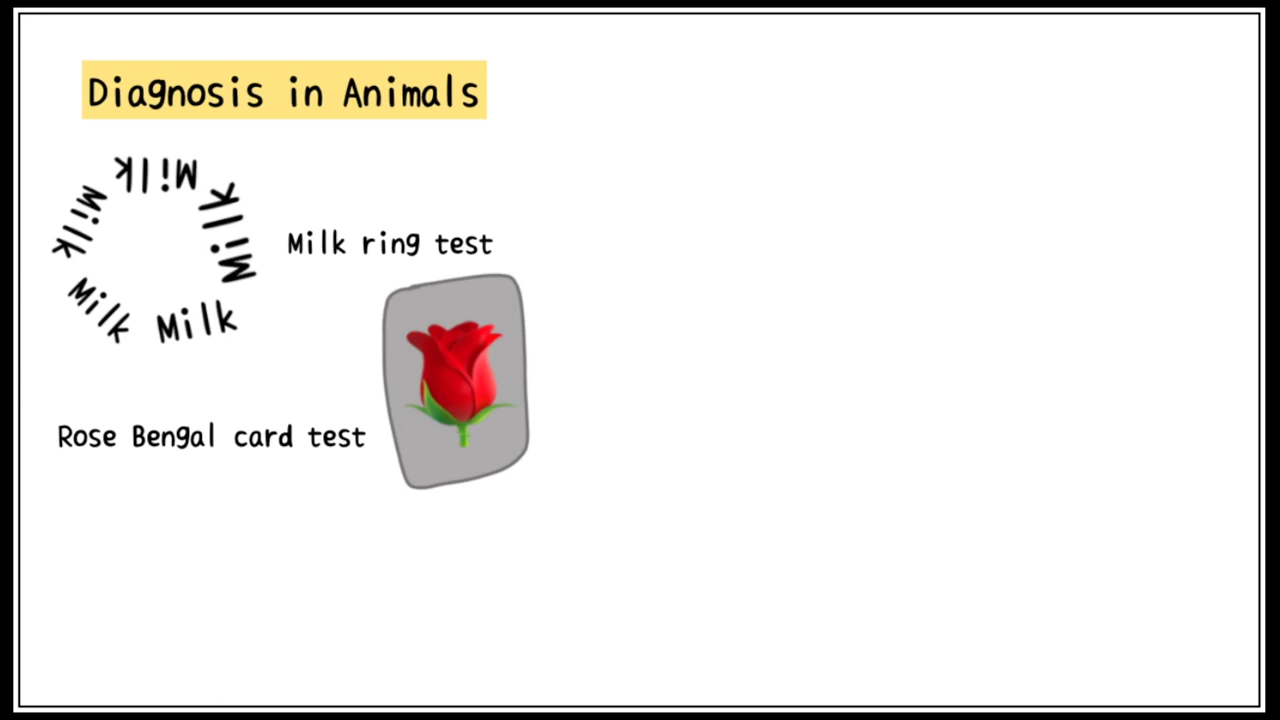 Diagnosis in Animals
Milk
Milk
Milk
Milk
Milk
Milk ring test
Rose Bengal card test